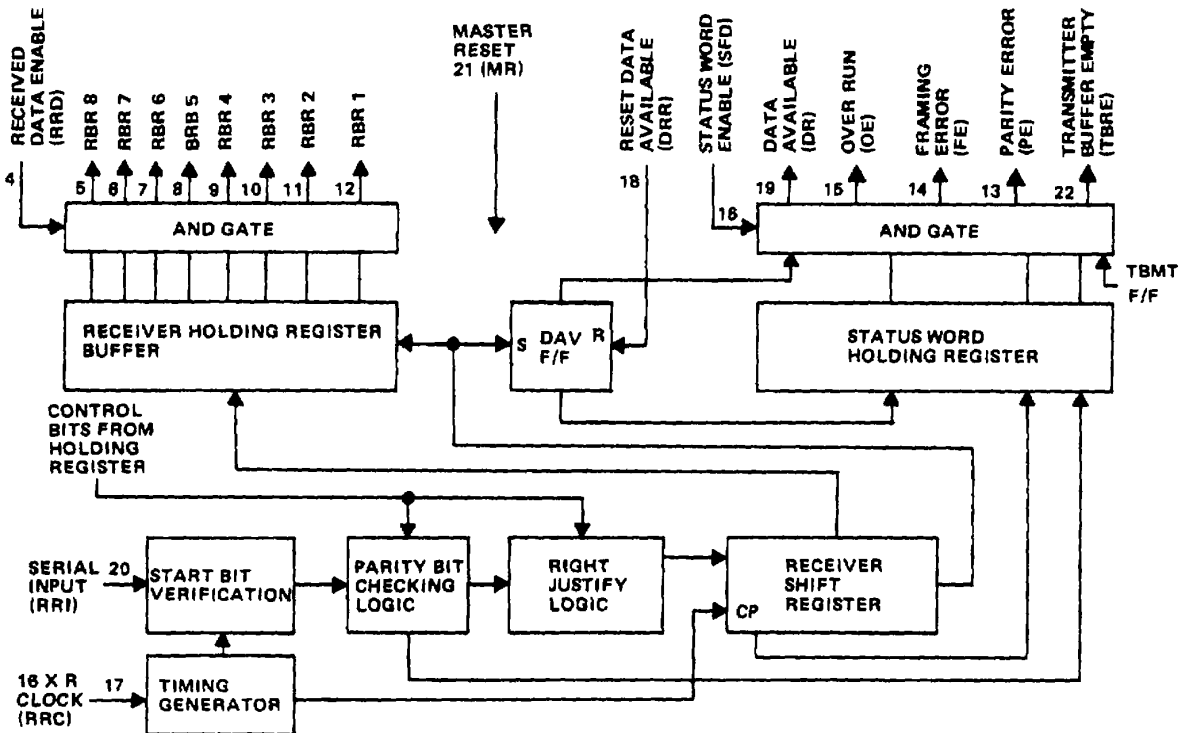 RECEIVED
DATA ENABLE
(RRD)
4
RBR 8
RBR 7
RBR 6
BRB 5
RBR 4
RBR 3
RBR 2
RBR 1
5
6
7
8
9
10
11
12
AND GATE
MASTER
RESET
21 (MR)
RESET DATA
AVAILABLE
(DRR)
18
STATUS WORD
ENABLE (SFD)
16
DATA
AVAILABLE
(DR)
OVER RUN
(OE)
FRAMING
ERROR
(FE)
PARITY ERROR
(PE)
TRANSMITTER
BUFFER EMPTY
(TBRE)
19
15
14
13
22
AND GATE
TBMT
F/F
RECEIVER HOLDING REGISTER
BUFFER
S DAV R
F/F
STATUS WORD
HOLDING REGISTER
CONTROL
BITS FROM
HOLDING
REGISTER
SERIAL 20
INPUT
(RRI)
START BIT
VERIFICATION
PARITY BIT
CHECKING
LOGIC
RIGHT
JUSTIFY
LOGIC
RECEIVER
SHIFT
REGISTER
CP
16 X R 17
CLOCK
(RRC)
TIMING
GENERATOR